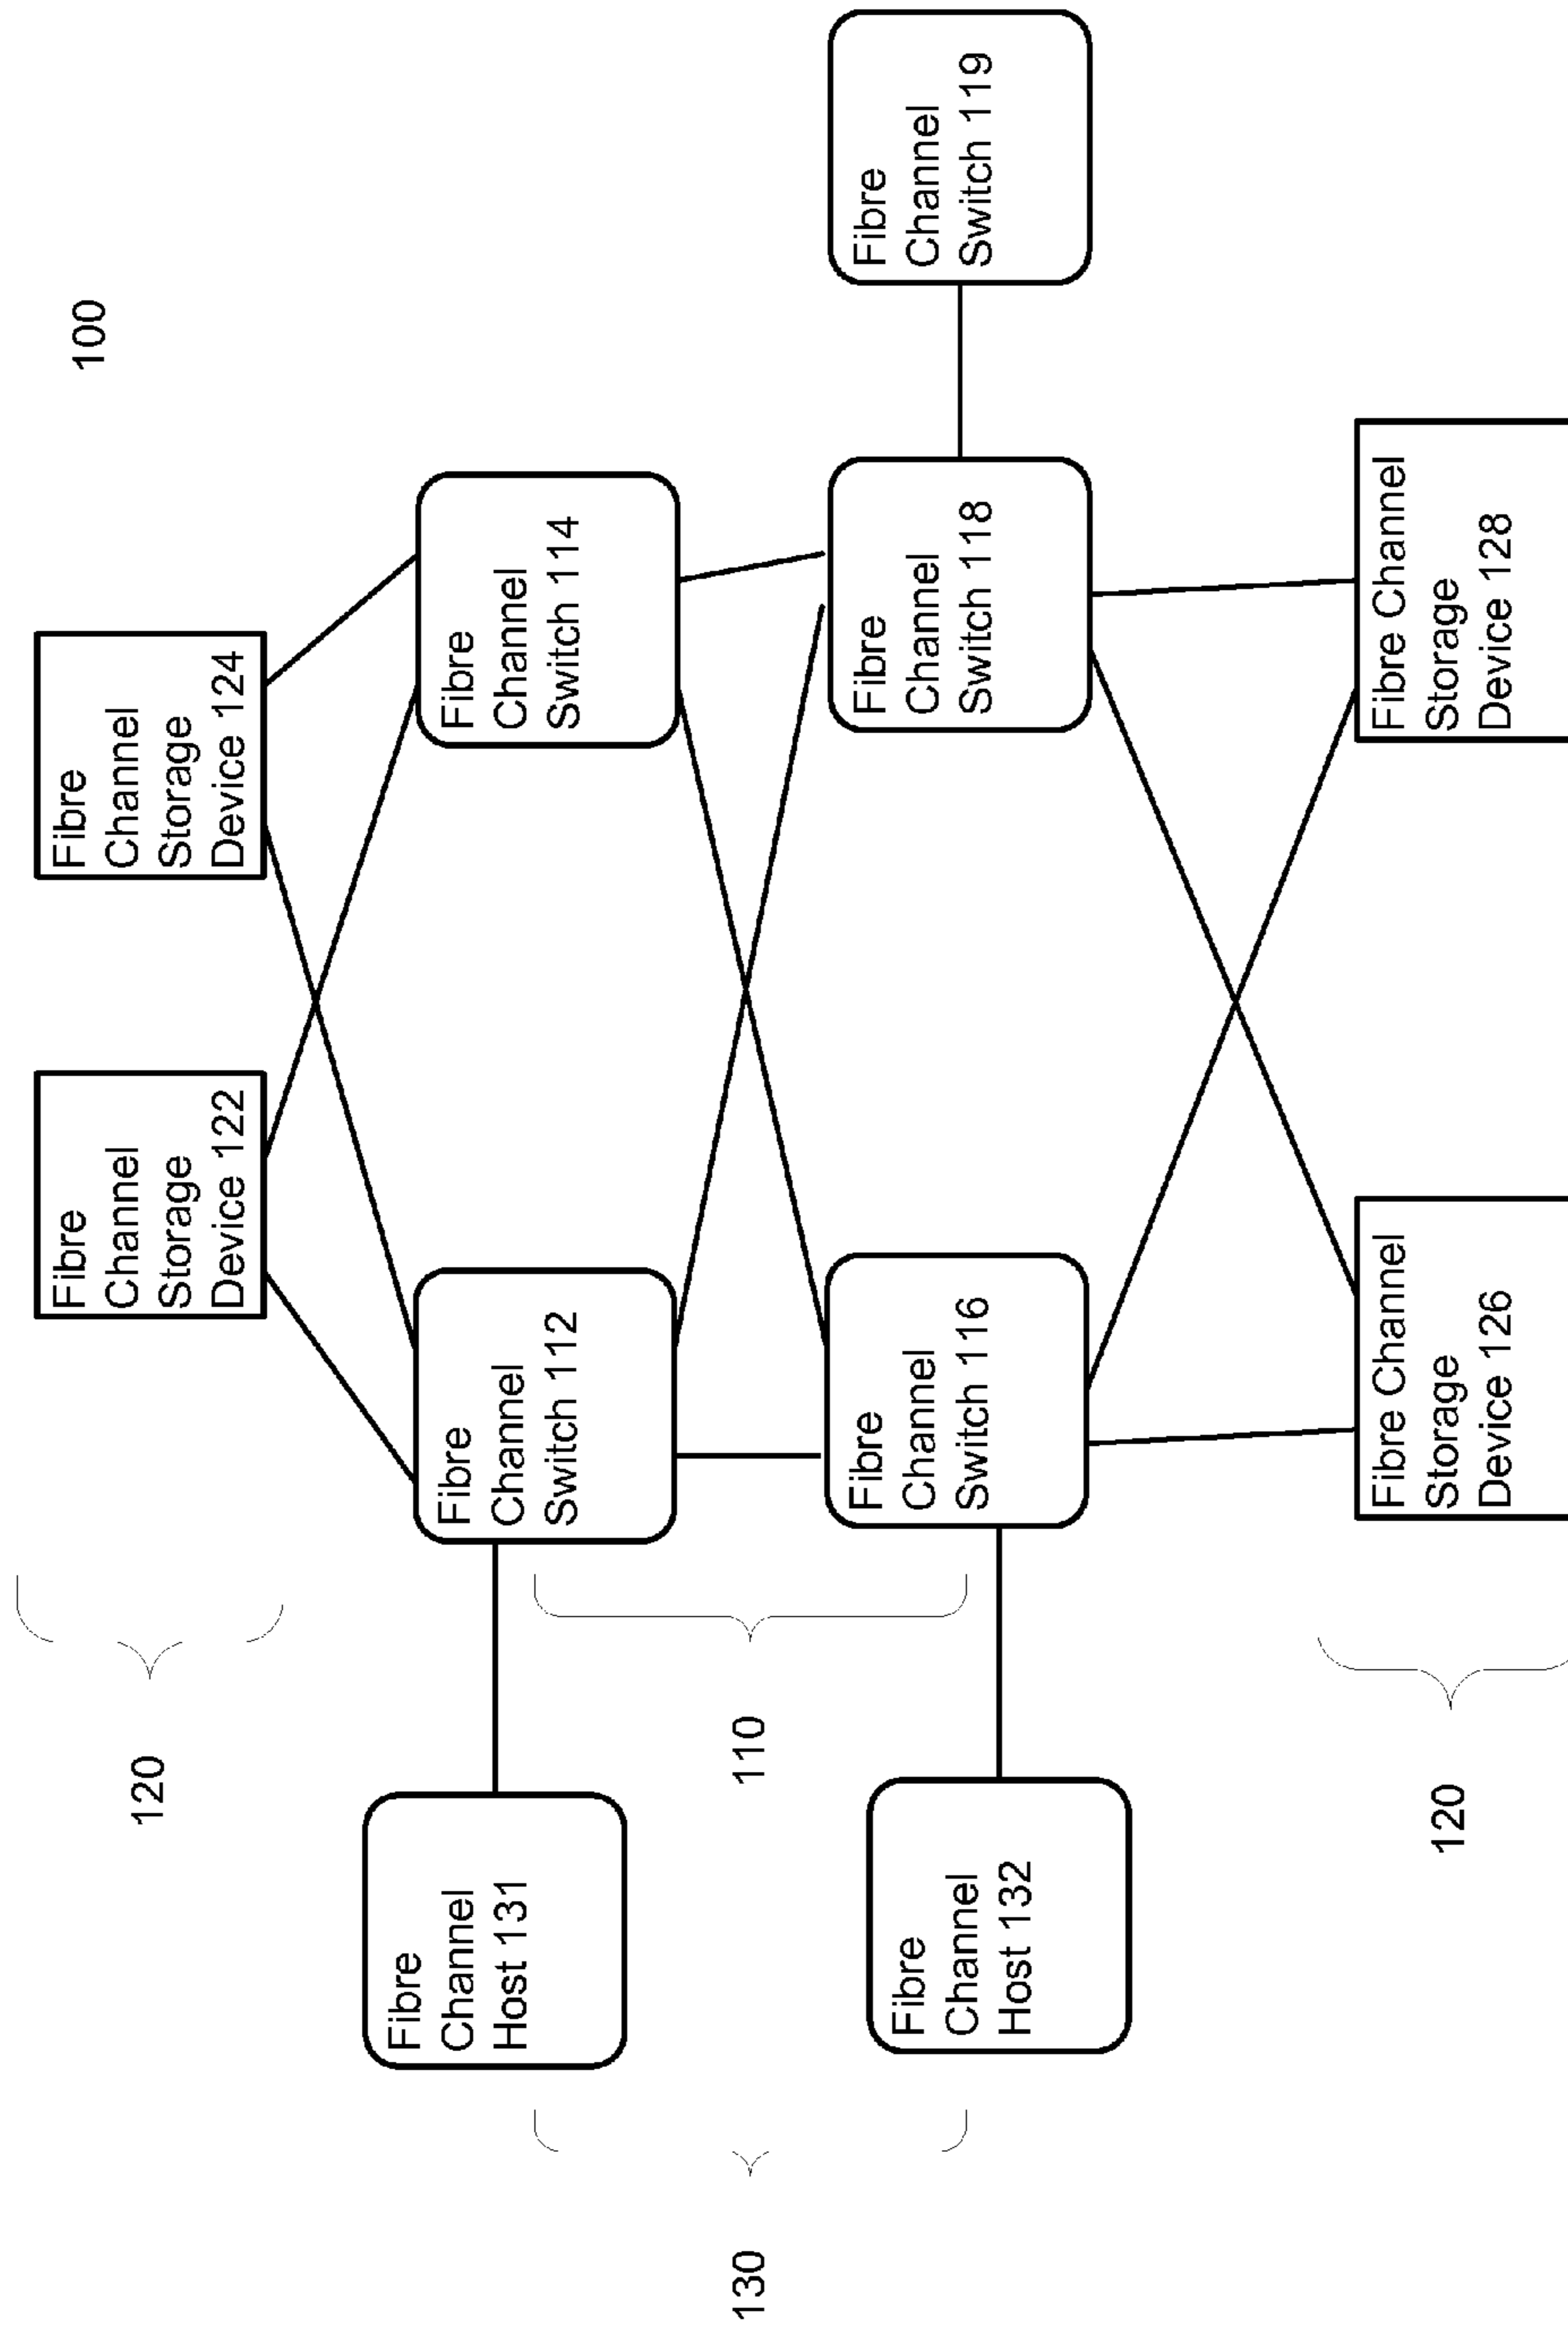 100
120
Fibre
Channel
Storage
Device 122
Fibre
Channel
Storage
Device 124
Fibre
Channel
Host 131
Fibre
Channel
Switch 112
Fibre
Channel
Switch 114
130
110
Fibre
Channel
Host 132
Fibre
Channel
Switch 116
Fibre
Channel
Switch 118
Fibre
Channel
Switch 119
120
Fibre Channel
Storage
Device 126
Fibre Channel
Storage
Device 128